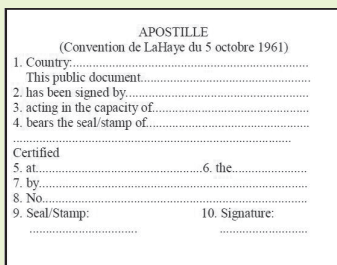 APOSTILLE
(Convention de LaHaye du 5 octobre 1961)
1. Country:......................................................................
This public document...................................................
2. has been signed by.......................................................
3. acting in the capacity of...............................................
4. bears the seal/stamp of.................................................
....................................................................................
Certified
5. at..................................................6. the.......................
7. by.................................................................................
8. No................................................................................
9. Seal/Stamp: 10. Signature:
................................. ...........................